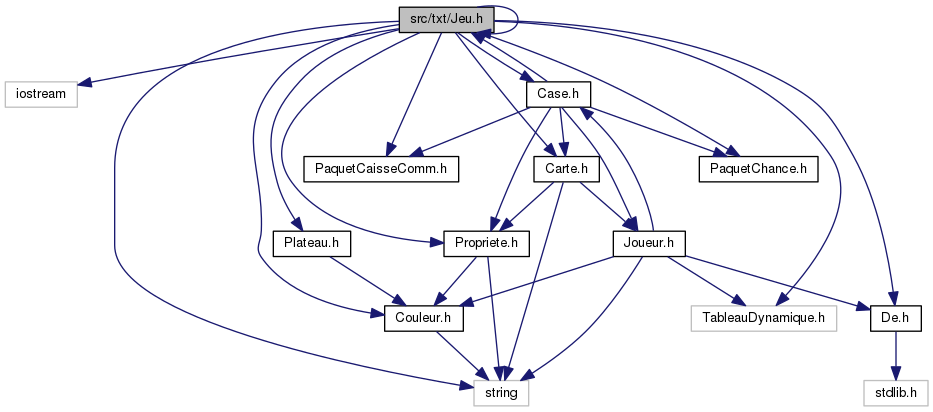 src/txt/Jeu.h
iostream
Case.h
PaquetCaisseComm.h
Carte.h
PaquetChance.h
Plateau.h
Propriete.h
Joueur.h
Couleur.h
TableauDynamique.h
De.h
string
stdlib.h